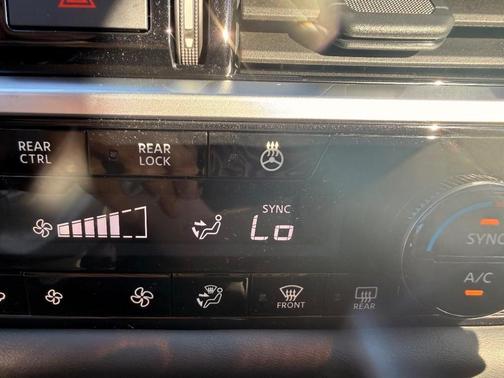 REAR CTRL
REAR LOCK
SYNC
Lo
SYNC
A/C
FRONT
REAR